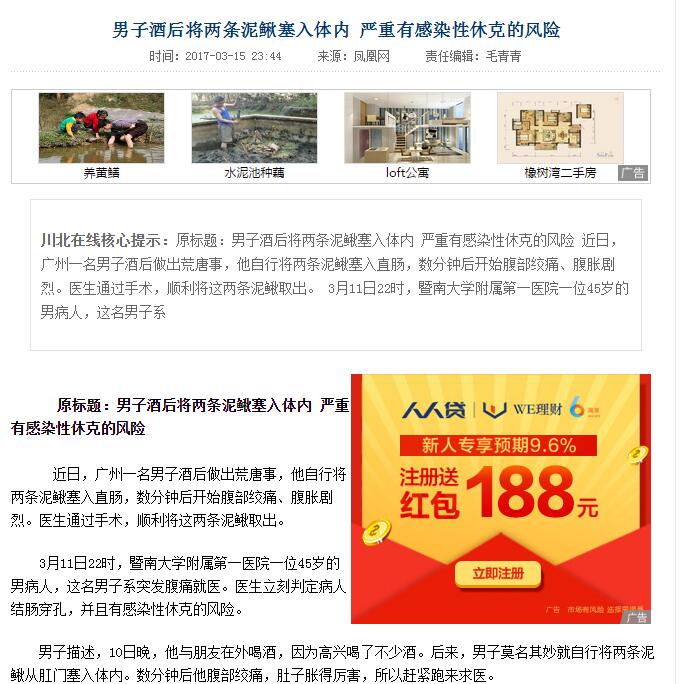 男子酒后将两条泥鳅塞入体内 严重有感染性休克的风险
时间：2017-03-15 23:44 来源：凤凰网 责任编辑：毛青青
养黄鳝 水泥池种藕 loft公寓 橡树湾二手房 广告
川北在线核心提示：原标题：男子酒后将两条泥鳅塞入体内 严重有感染性休克的风险 近日，
广州一名男子酒后做出荒唐事，他自行将两条泥鳅塞入直肠，数分钟后开始腹部绞痛、腹胀剧
烈。医生通过手术，顺利将这两条泥鳅取出。 3月11日22时，暨南大学附属第一医院一位45岁的
男病人，这名男子系
原标题：男子酒后将两条泥鳅塞入体内 严重
有感染性休克的风险
近日，广州一名男子酒后做出荒唐事，他自行将
两条泥鳅塞入直肠，数分钟后开始腹部绞痛、腹胀剧
烈。医生通过手术，顺利将这两条泥鳅取出。
3月11日22时，暨南大学附属第一医院一位45岁的
男病人，这名男子系突发腹痛就医。医生立刻判定病人
结肠穿孔，并且有感染性休克的风险。
人人贷 WE理财 6
新人专享预期9.6%
注册送
红包188元
2
2
立即注册
广告 市场有风险
广告
男子描述，10日晚，他与朋友在外喝酒，因为高兴喝了不少酒。后来，男子莫名其妙就自行将两条泥
鳅从肛门塞入体内。数分钟后他腹部绞痛，肚子胀得厉害，所以赶紧跑来求医。